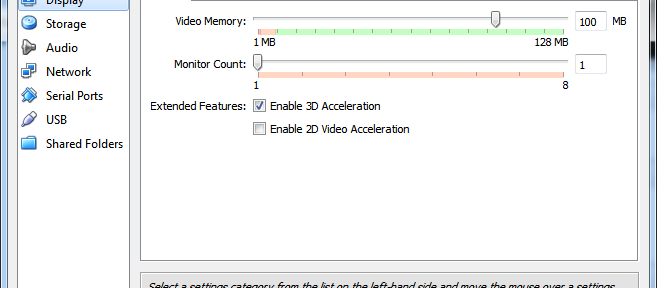 Display
Storage
Audio
Network
Serial Ports
USB
Shared Folders
Video Memory: 100 MB
1 MB 128 MB
Monitor Count: 1
1 8
Extended Features: Enable 3D Acceleration
Enable 2D Video Acceleration
Select a settings category from the list on the left-hand side and move the mouse over a settings